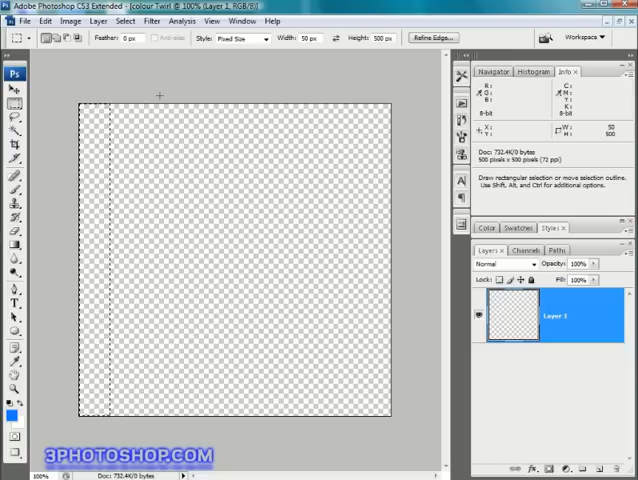 Adobe Photoshop CS3 Extended - [colour Twirl @ 100% (Layer 1, RGB/8)]
File Edit Image Layer Select Filter Analysis View Window Help
Feather: 0 px Anti-alias Style: Fixed Size Width: 50 px Height: 500 px Refine Edge... Workspace
Ps
Navigator Histogram Info
R: C:
G: M:
B: Y:
K:
8-bit 8-bit
X: W: 50
Y: H: 500
Doc: 732.4K/0 bytes
500 pixels x 500 pixels (72 ppi)
Draw rectangular selection or move selection outline.
Use Shift, Alt, and Ctrl for additional options.
Color Swatches Styles
Layers Channels Paths
Normal Opacity: 100%
Lock: Fill: 100%
Layer 1
3PHOTOSHOP.COM
100% Doc: 732.4K/0 bytes